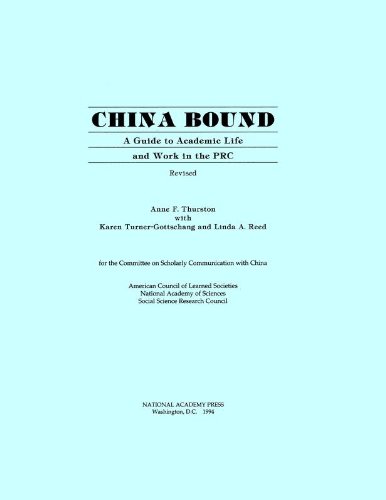 CHINA BOUND
A Guide to Academic Life
and Work in the PRC
Revised
Anne F. Thurston
with
Karen Turner-Gottschang and Linda A. Reed
for the Committee on Scholarly Communication with China
American Council of Learned Societies
National Academy of Sciences
Social Science Research Council
NATIONAL ACADEMY PRESS
Washington, D.C. 1994